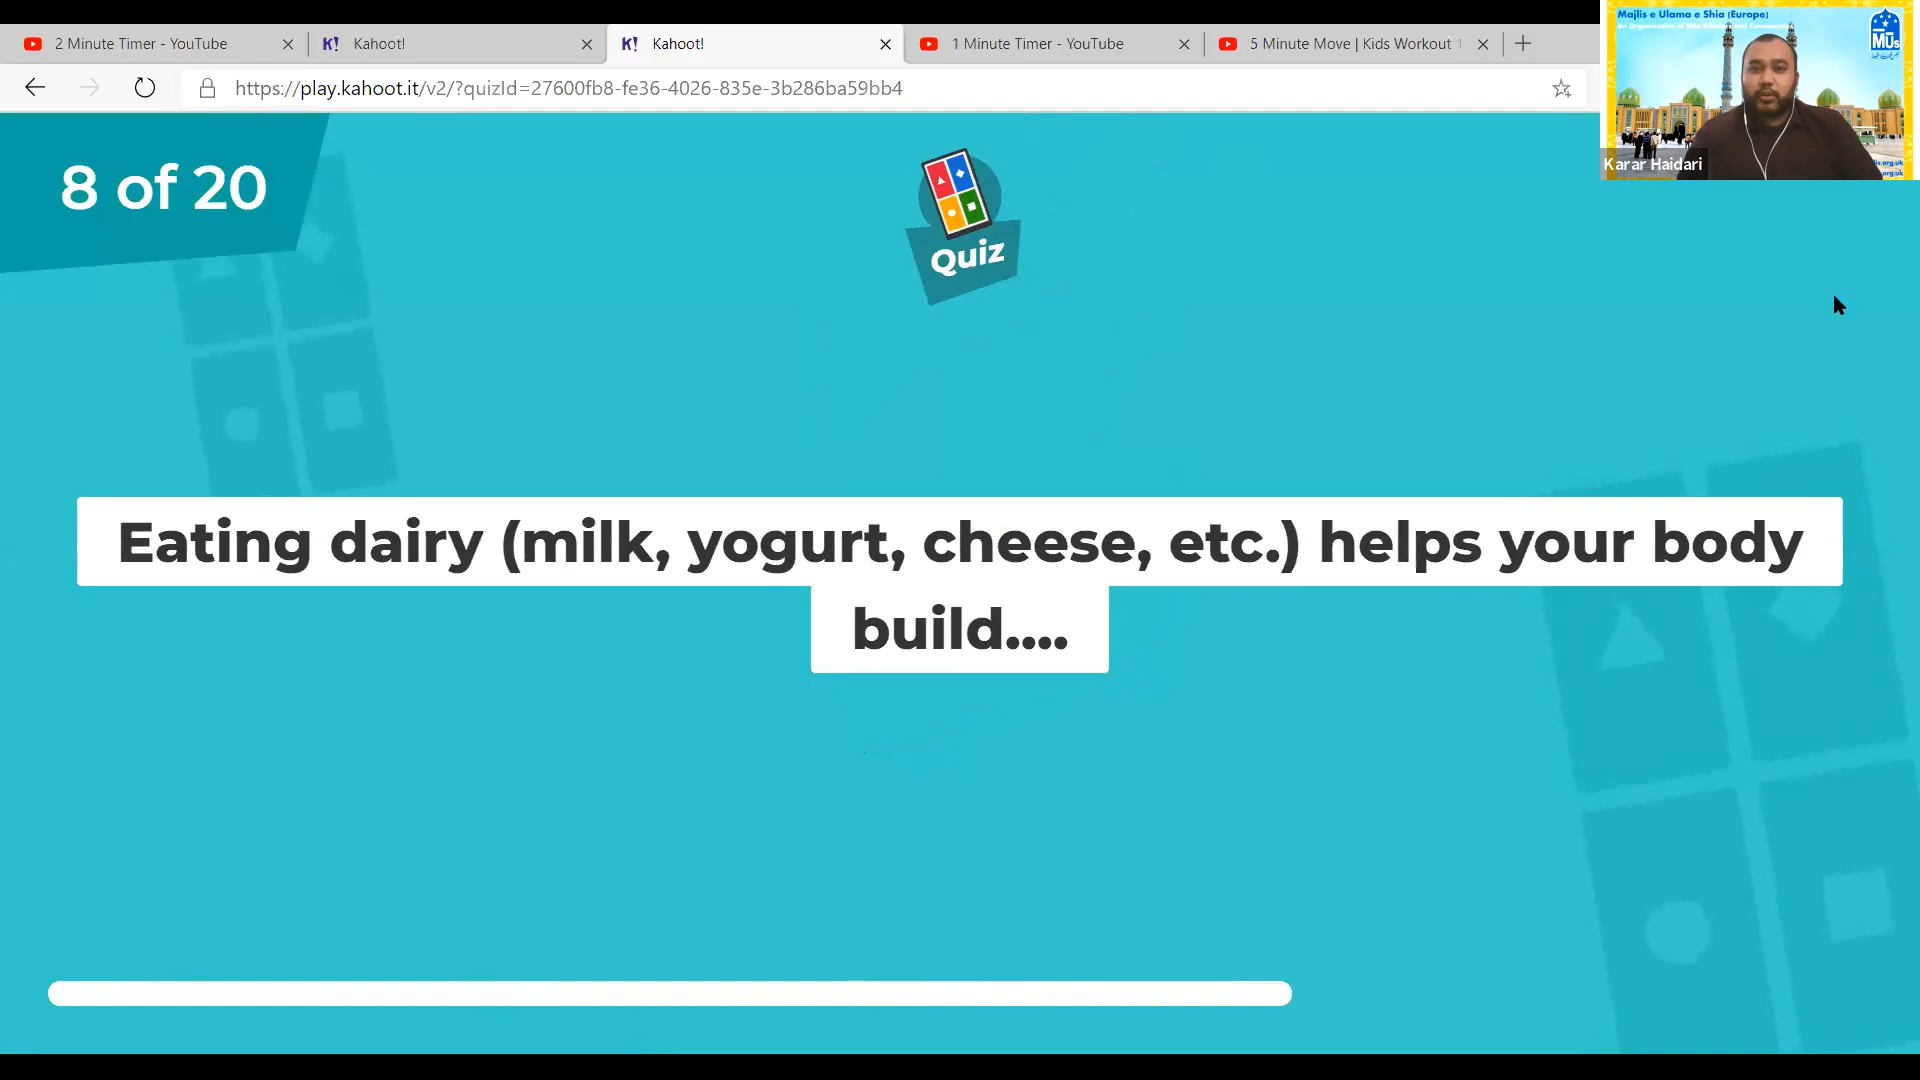 2 Minute Timer - YouTube
Kahoot!
Kahoot!
1 Minute Timer - YouTube
5 Minute Move | Kids Workout 1
https://play.kahoot.it/v2/?quizId=27600fb8-fe36-4026-835e-3b286ba59bb4
Majlis e Ulama e Shia (Europe)
MUs
Karar Haidari
8 of 20
Quiz
Eating dairy (milk, yogurt, cheese, etc.) helps your body
build....